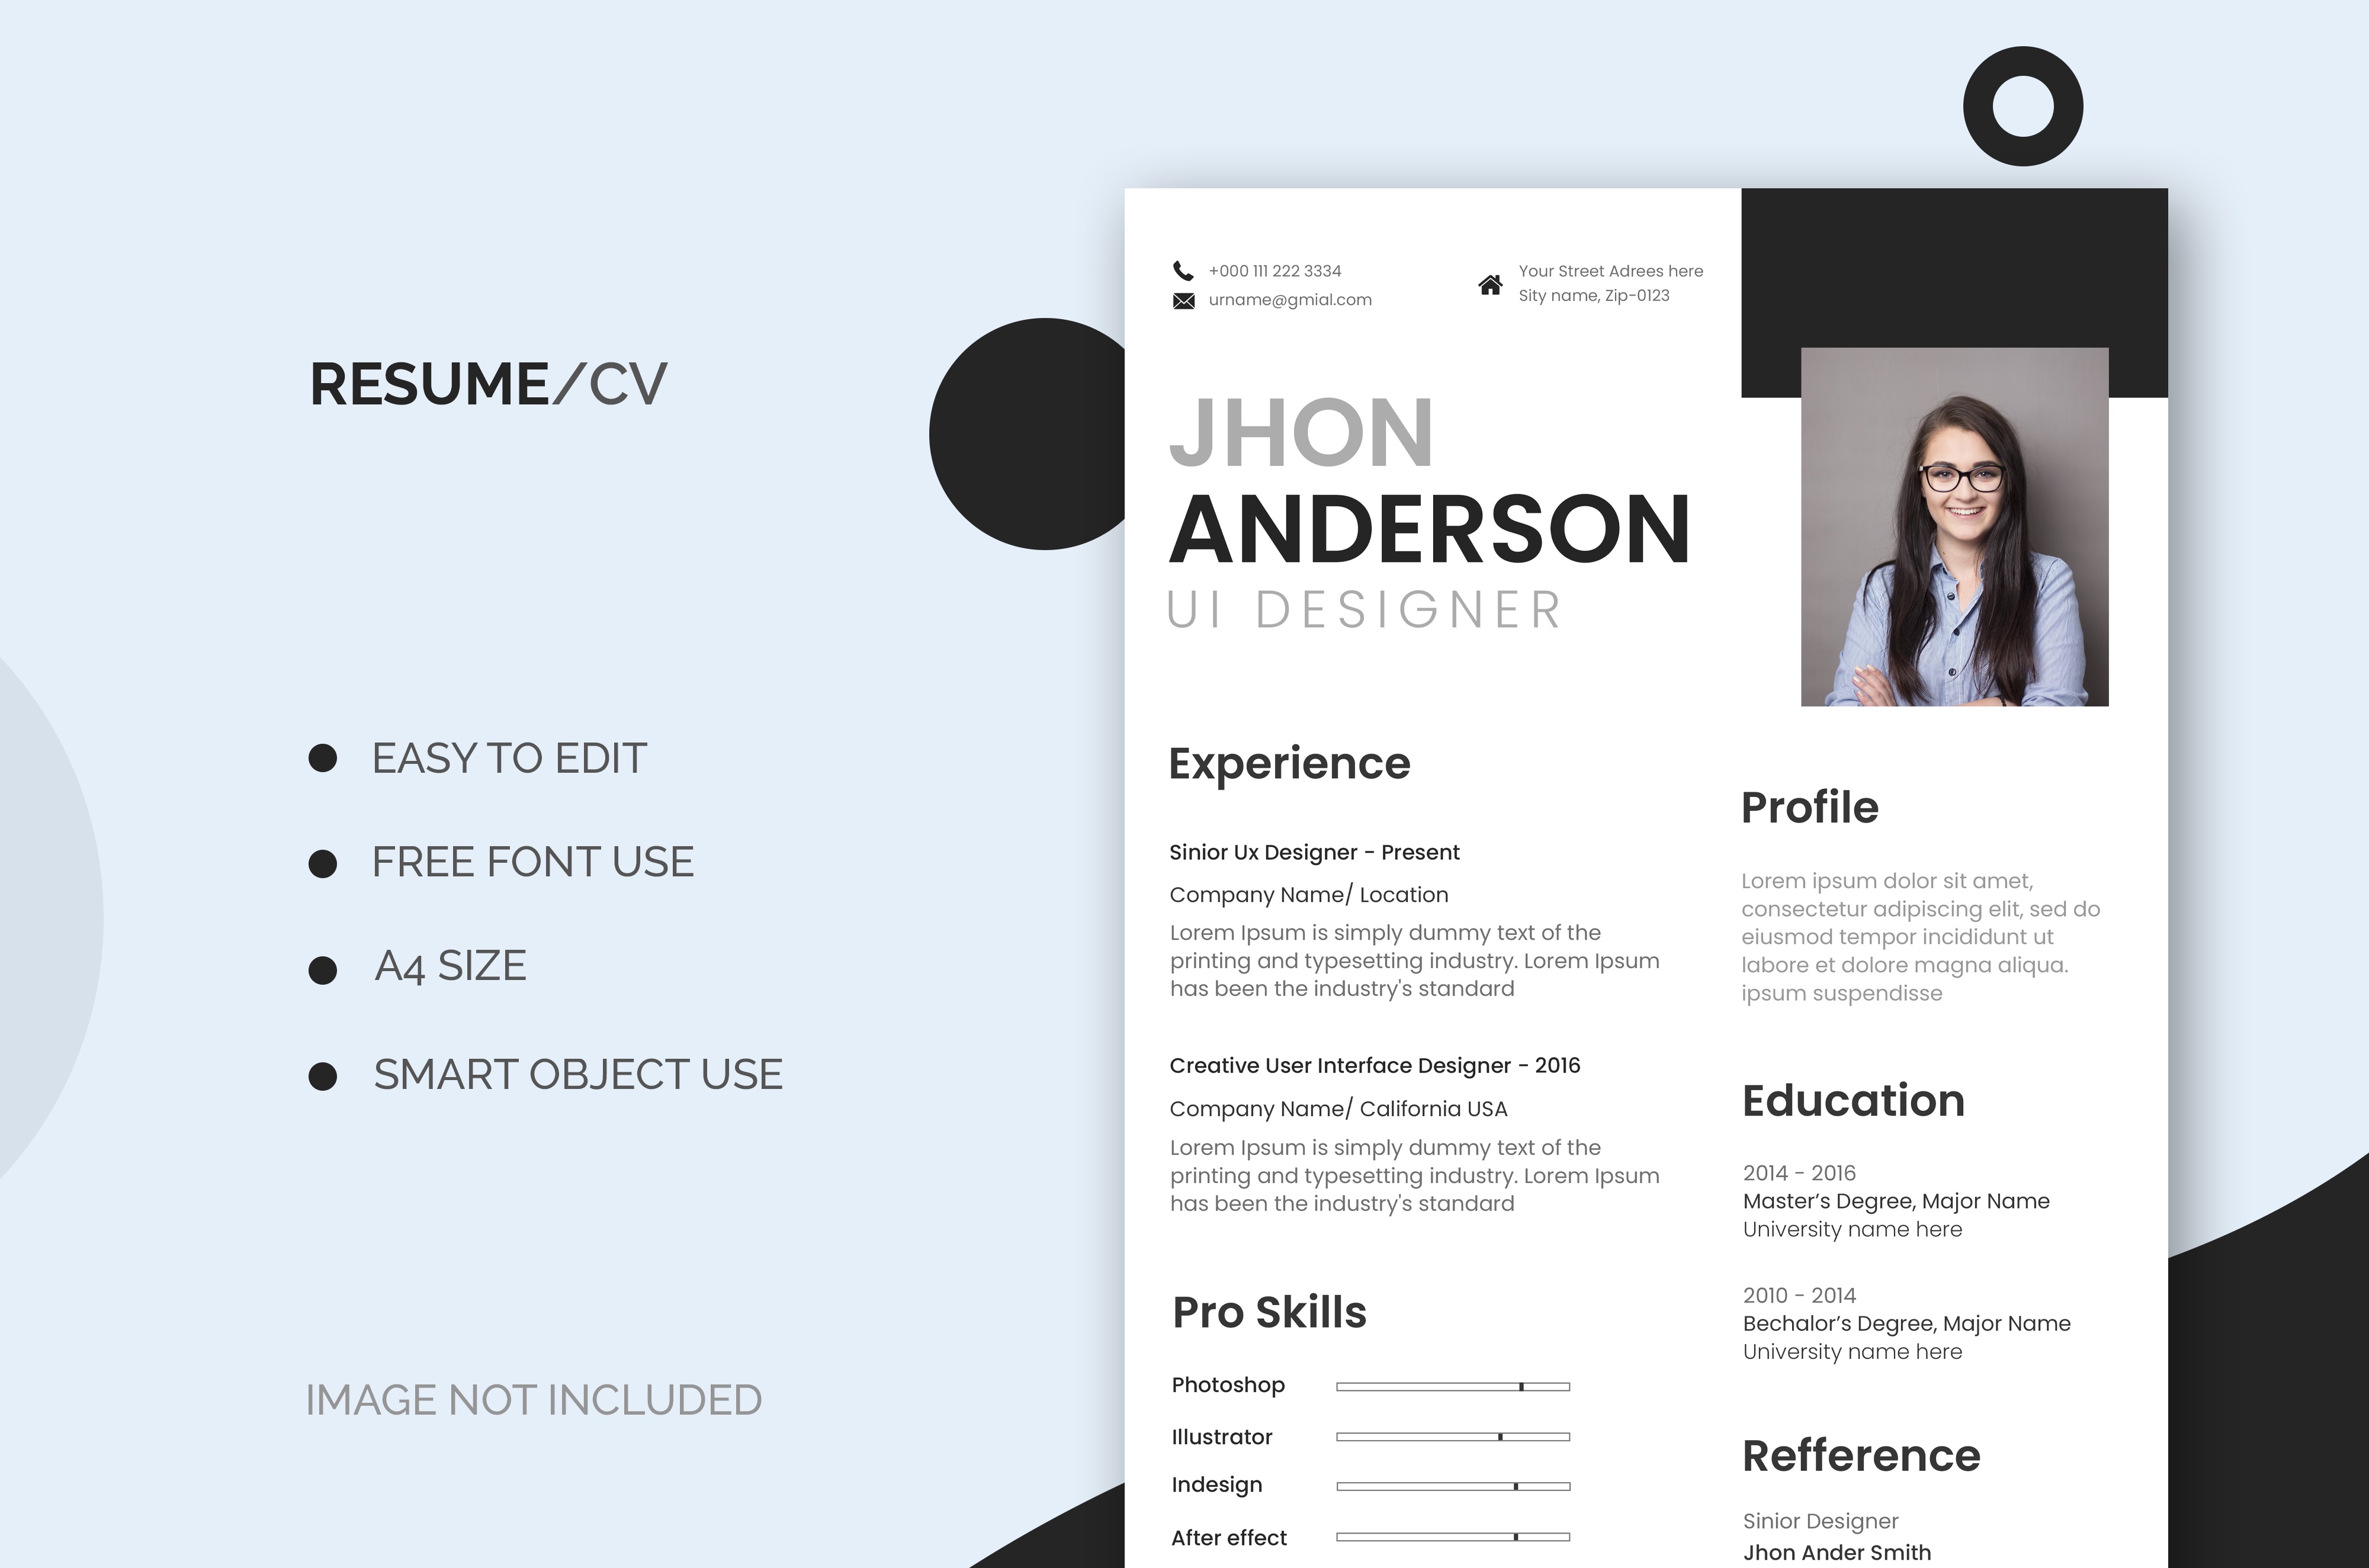 RESUME/CV
EASY TO EDIT
FREE FONT USE
A4 SIZE
SMART OBJECT USE
IMAGE NOT INCLUDED
+000 111 222 3334
urname@gmial.com
Your Street Adrees here
Sity name, Zip-0123
JHON
ANDERSON
UI DESIGNER
Experience
Sinior Ux Designer - Present
Company Name/ Location
Lorem Ipsum is simply dummy text of the
printing and typesetting industry. Lorem Ipsum
has been the industry's standard
Creative User Interface Designer - 2016
Company Name/ California USA
Lorem Ipsum is simply dummy text of the
printing and typesetting industry. Lorem Ipsum
has been the industry's standard
Pro Skills
Photoshop
Illustrator
Indesign
After effect
Profile
Lorem ipsum dolor sit amet,
consectetur adipiscing elit, sed do
eiusmod tempor incididunt ut
labore et dolore magna aliqua.
ipsum suspendisse
Education
2014 - 2016
Master’s Degree, Major Name
University name here
2010 - 2014
Bechalor’s Degree, Major Name
University name here
Refference
Sinior Designer
Jhon Ander Smith